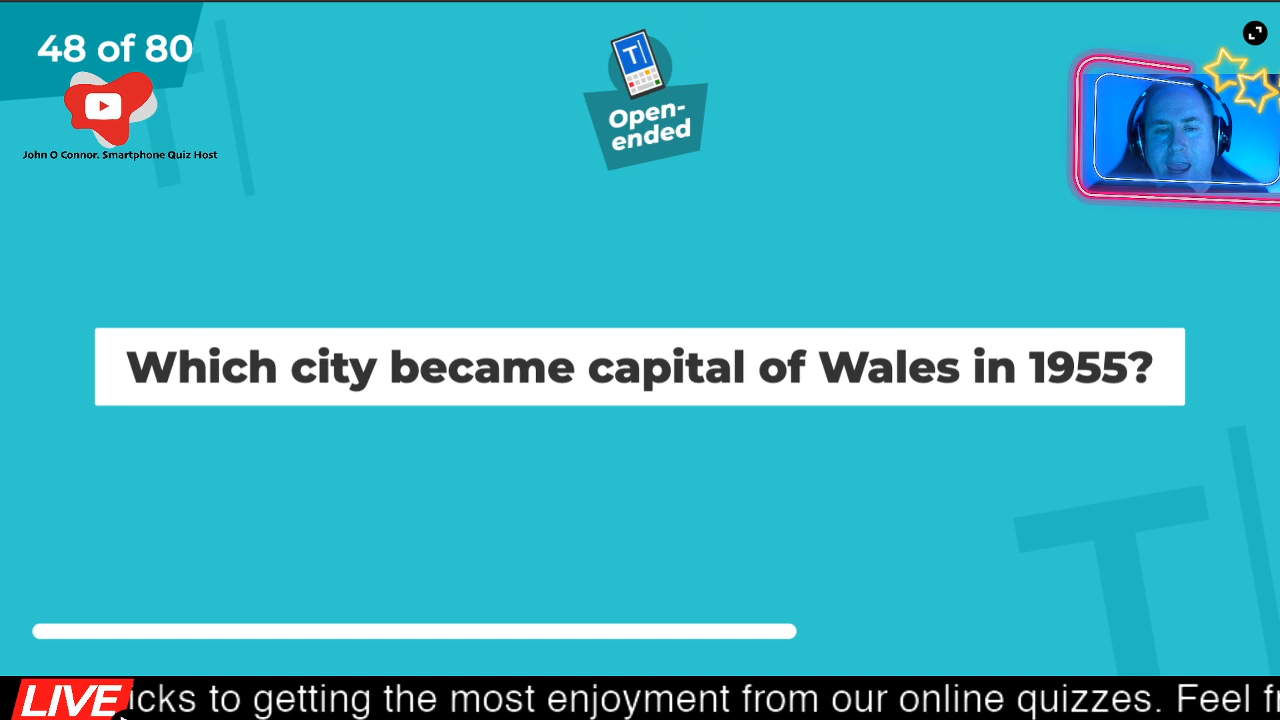 48 of 80
John O Connor. Smartphone Quiz Host
T|
Open-
ended
Which city became capital of Wales in 1955?
LIVE
icks to getting the most enjoyment from our online quizzes. Feel f